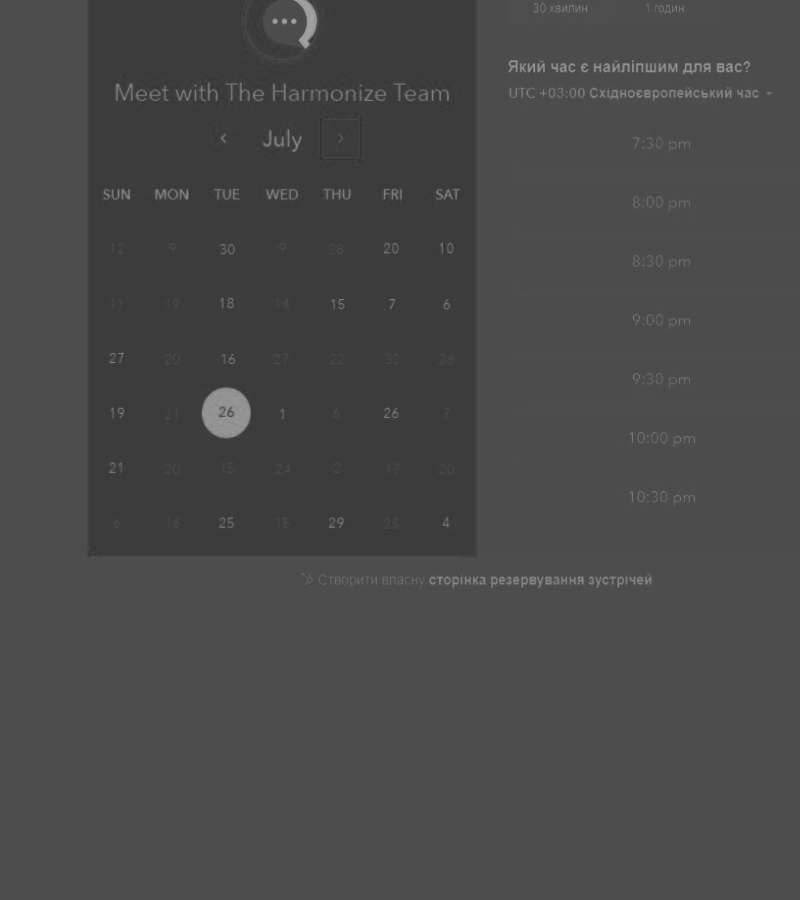 30 хвилин 1 годин
Meet with The Harmonize Team
July
SUN MON TUE WED THU FRI SAT
12 9 30 9 28 20 10
11 19 18 14 15 7 6
27 20 16 27 22 30 26
19 21 26 1 6 26 7
21 20 15 24 2 17 20
6 16 25 15 29 25 4
Який час є найліпшим для вас?
UTC +03:00 Східноєвропейський час
7:30 pm
8:00 pm
8:30 pm
9:00 pm
9:30 pm
10:00 pm
10:30 pm
Створити власну сторінка резервування зустрічей